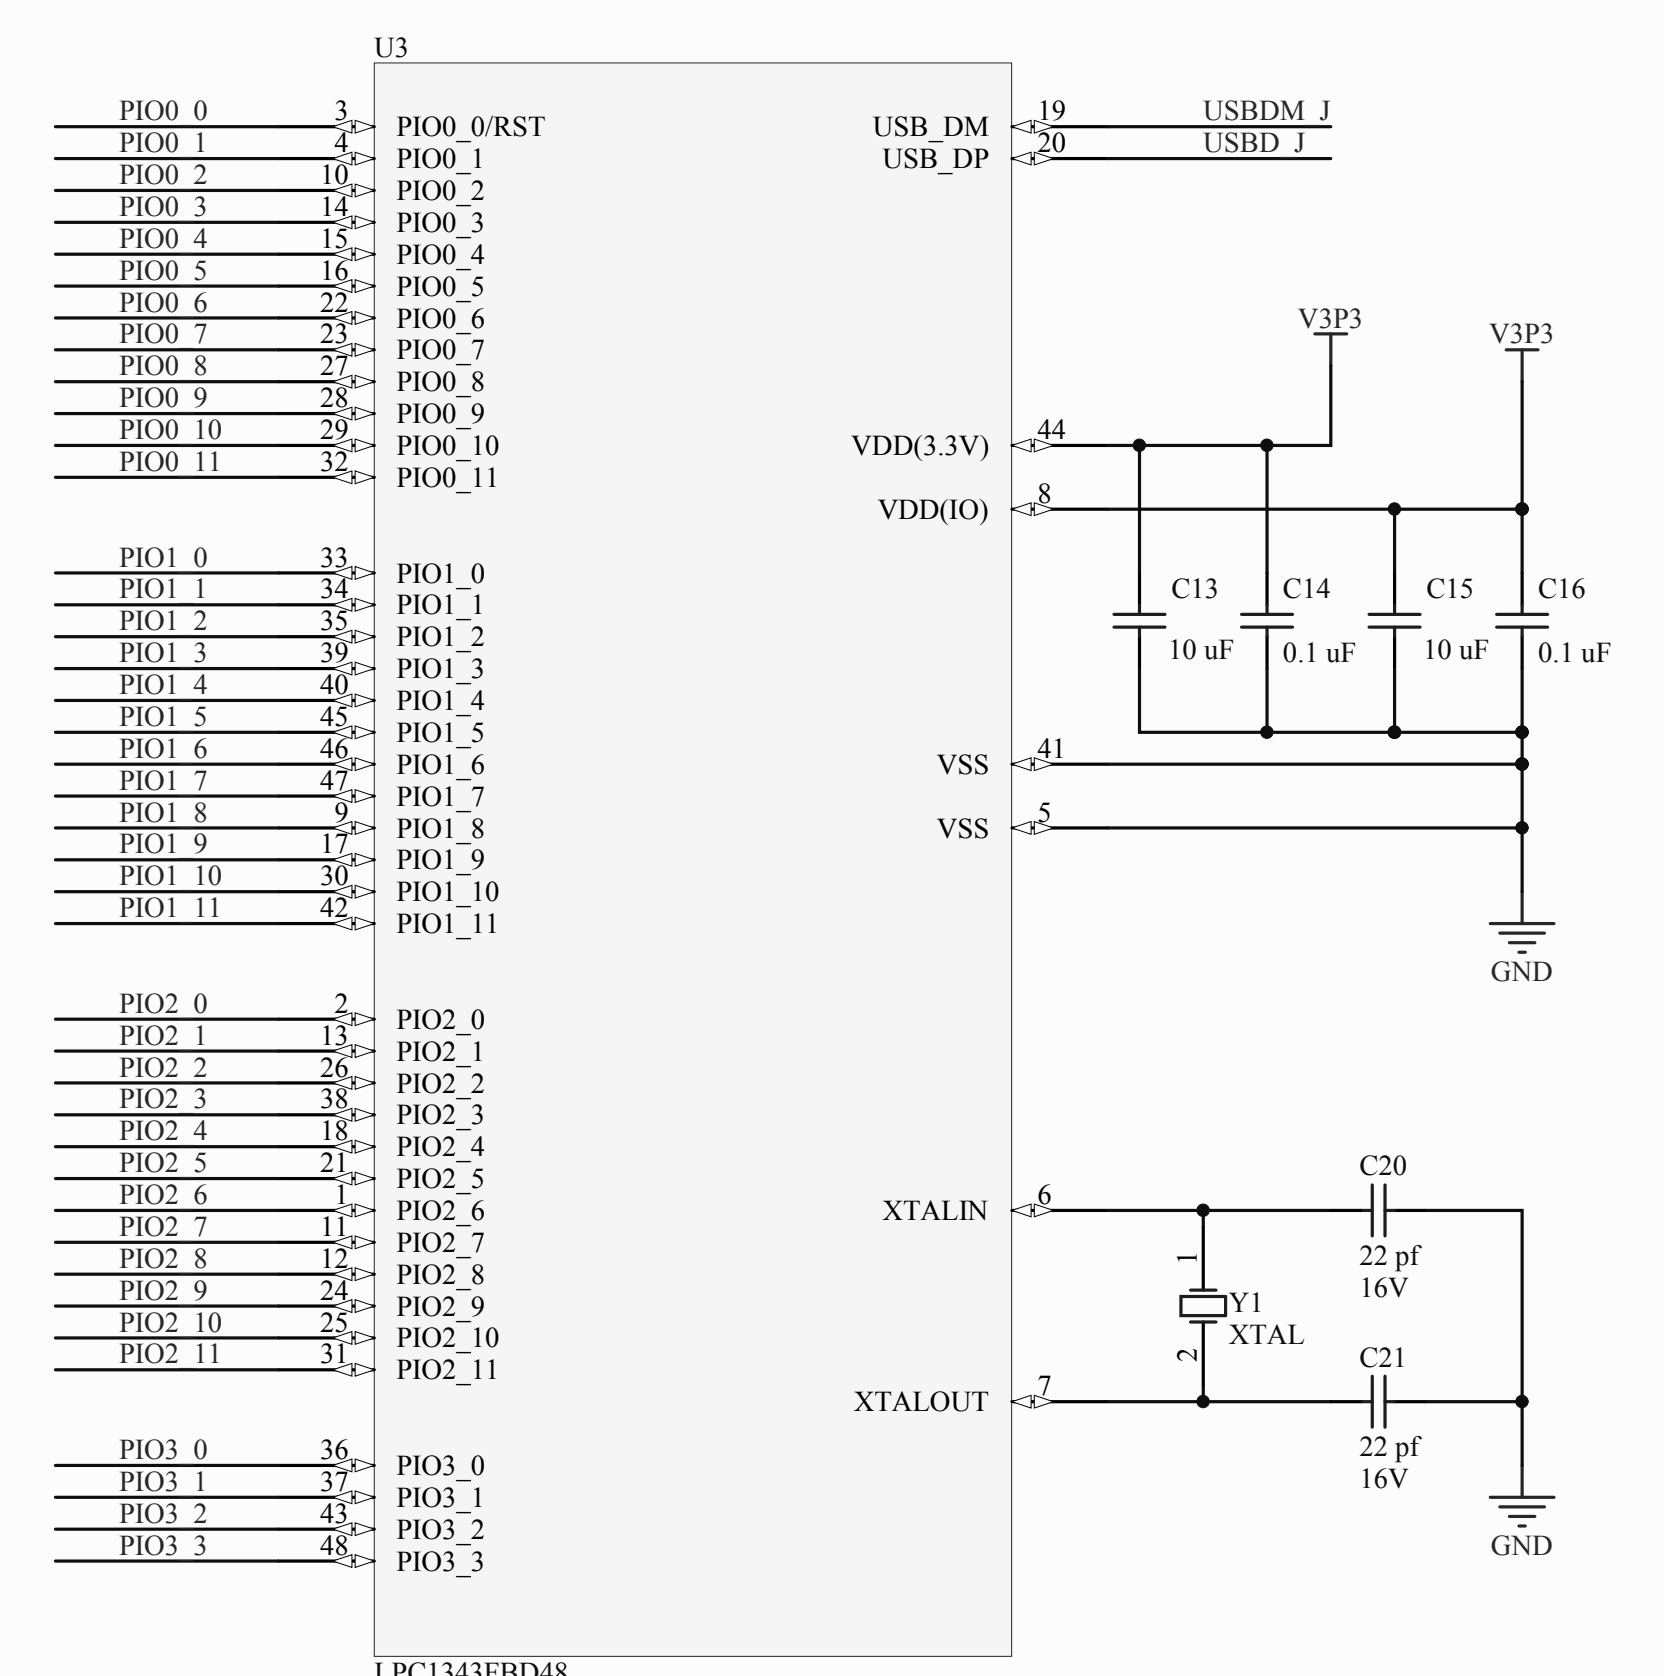 U3
PIO0_0 3 PIO0_0/RST
PIO0_1 4 PIO0_1
PIO0_2 10 PIO0_2
PIO0_3 14 PIO0_3
PIO0_4 15 PIO0_4
PIO0_5 16 PIO0_5
PIO0_6 22 PIO0_6
PIO0_7 23 PIO0_7
PIO0_8 27 PIO0_8
PIO0_9 28 PIO0_9
PIO0_10 29 PIO0_10
PIO0_11 32 PIO0_11
PIO1_0 33 PIO1_0
PIO1_1 34 PIO1_1
PIO1_2 35 PIO1_2
PIO1_3 39 PIO1_3
PIO1_4 40 PIO1_4
PIO1_5 45 PIO1_5
PIO1_6 46 PIO1_6
PIO1_7 47 PIO1_7
PIO1_8 9 PIO1_8
PIO1_9 17 PIO1_9
PIO1_10 30 PIO1_10
PIO1_11 42 PIO1_11
PIO2_0 2 PIO2_0
PIO2_1 13 PIO2_1
PIO2_2 26 PIO2_2
PIO2_3 38 PIO2_3
PIO2_4 18 PIO2_4
PIO2_5 21 PIO2_5
PIO2_6 1 PIO2_6
PIO2_7 11 PIO2_7
PIO2_8 12 PIO2_8
PIO2_9 24 PIO2_9
PIO2_10 25 PIO2_10
PIO2_11 31 PIO2_11
PIO3_0 36 PIO3_0
PIO3_1 37 PIO3_1
PIO3_2 43 PIO3_2
PIO3_3 48 PIO3_3
USB_DM 19 USBDM_J
USB_DP 20 USBD_J
V3P3
V3P3
VDD(3.3V) 44
VDD(IO) 8
C13 C14 C15 C16
10 uF 0.1 uF 10 uF 0.1 uF
VSS 41
VSS 5
GND
C20
XTALIN 6
1 22 pf
16V
Y1
XTAL
2 C21
XTALOUT 7
22 pf
16V
GND
LPC1343FBD48